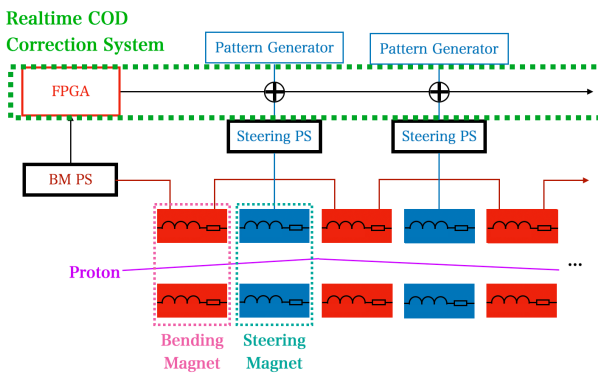 Realtime COD
Correction System
Pattern Generator
Pattern Generator
FPGA
Steering PS
Steering PS
BM PS
Proton
...
Bending
Magnet
Steering
Magnet